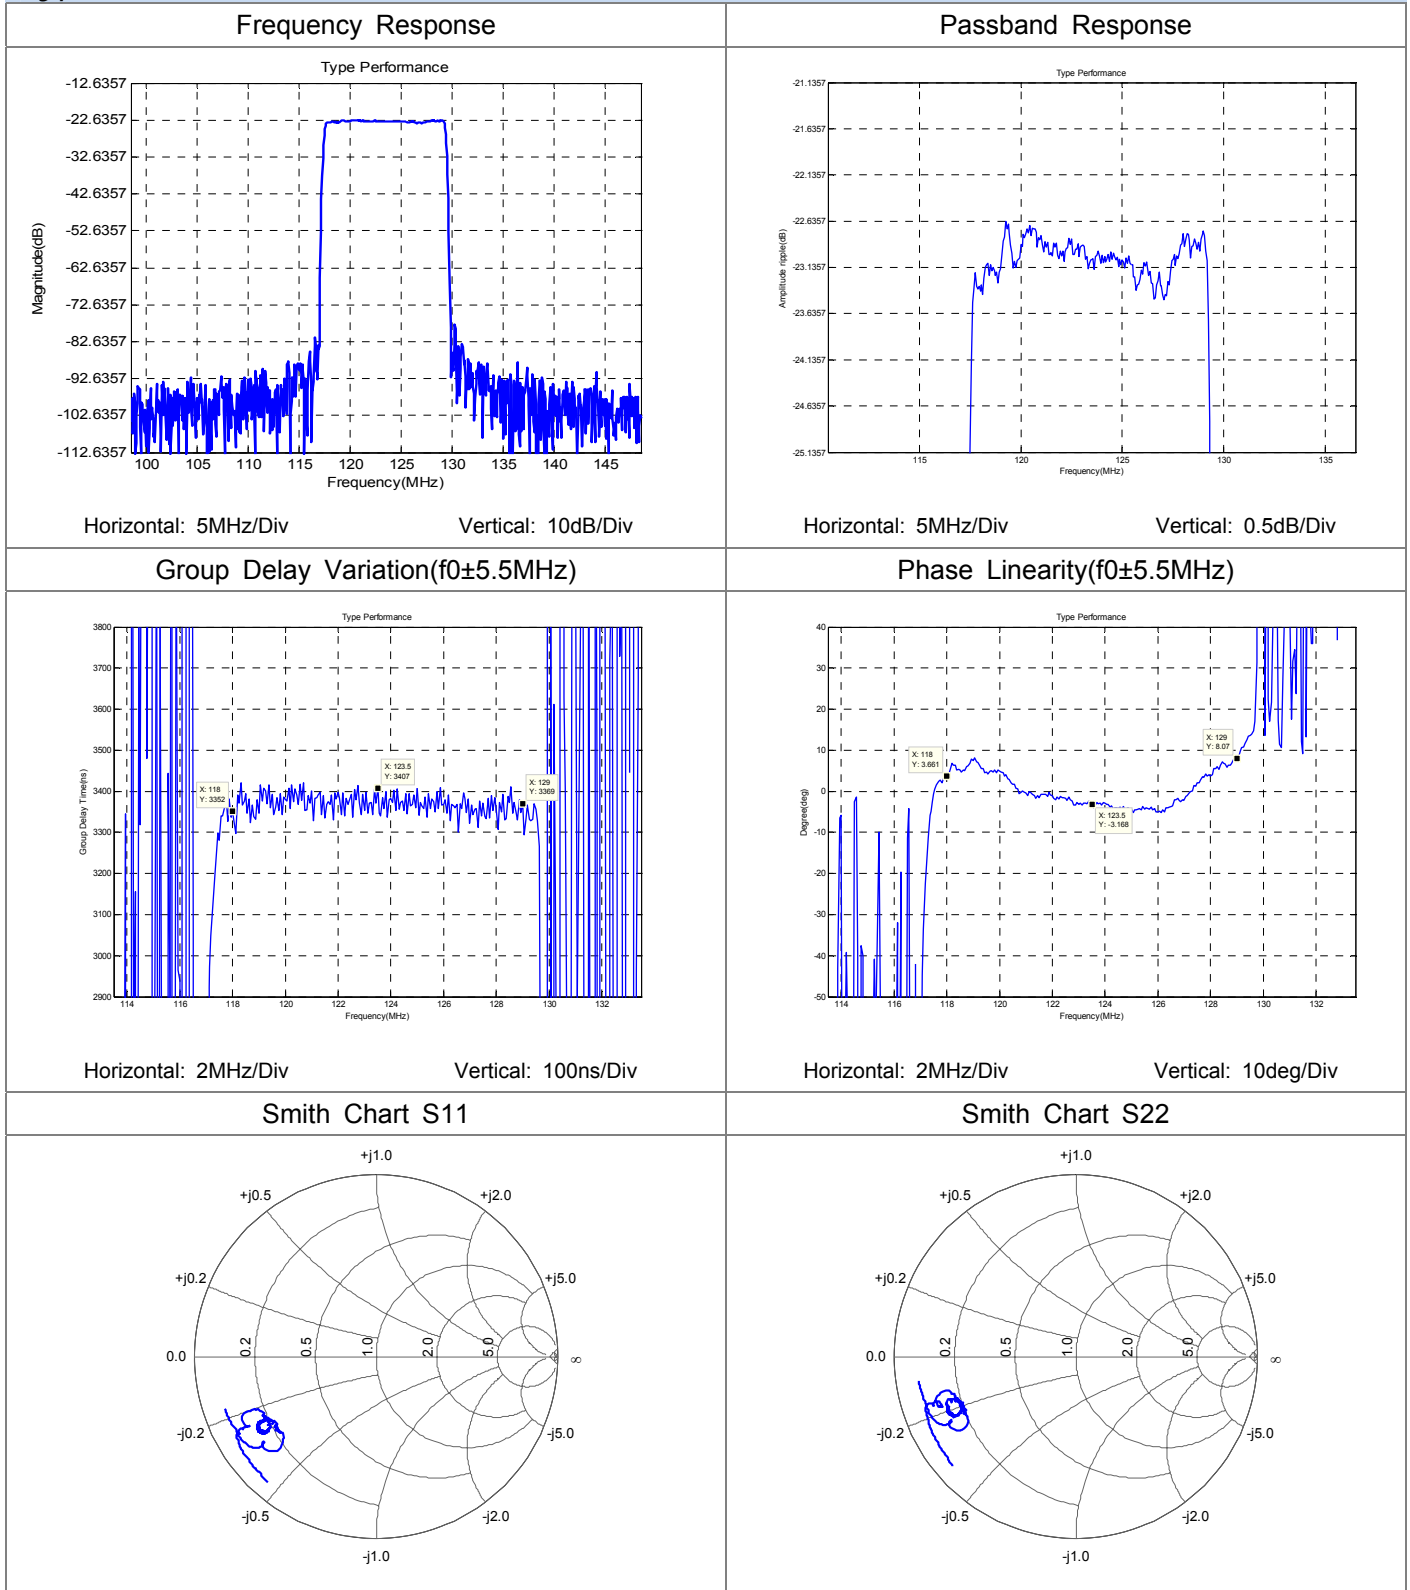 Frequency Response
Passband Response
Type Performance
-12.6357
-22.6357
-32.6357
-42.6357
-52.6357
-62.6357
-72.6357
-82.6357
-92.6357
-102.6357
-112.6357
Magnitude(dB)
100 105 110 115 120 125 130 135 140 145
Frequency(MHz)
Horizontal: 5MHz/Div Vertical: 10dB/Div
Type Performance
-21.1357
-21.6357
-22.1357
-22.6357
-23.1357
-23.6357
-24.1357
-24.6357
-25.1357
Amplitude ripple(dB)
115 120 125 130 135
Frequency(MHz)
Horizontal: 5MHz/Div Vertical: 0.5dB/Div
Group Delay Variation(f0±5.5MHz)
Phase Linearity(f0±5.5MHz)
Type Performance
3800
3700
3600
3500
3400
3300
3200
3100
3000
2900
Group Delay Time(ns)
X: 118
Y: 3352
X: 123.5
Y: 3407
X: 129
Y: 3369
114 116 118 120 122 124 126 128 130 132
Frequency(MHz)
Horizontal: 2MHz/Div Vertical: 100ns/Div
Type Performance
40
30
20
10
0
-10
-20
-30
-40
-50
Degree(deg)
X: 118
Y: 3.661
X: 123.5
Y: -3.168
X: 129
Y: 8.07
114 116 118 120 122 124 126 128 130 132
Frequency(MHz)
Horizontal: 2MHz/Div Vertical: 10deg/Div
Smith Chart S11
Smith Chart S22
+j1.0
+j0.5 +j2.0
+j0.2 +j5.0
0.0 0.2 0.5 1.0 2.0 5.0 ∞
-j0.2 -j5.0
-j0.5 -j2.0
-j1.0
+j1.0
+j0.5 +j2.0
+j0.2 +j5.0
0.0 0.2 0.5 1.0 2.0 5.0 ∞
-j0.2 -j5.0
-j0.5 -j2.0
-j1.0